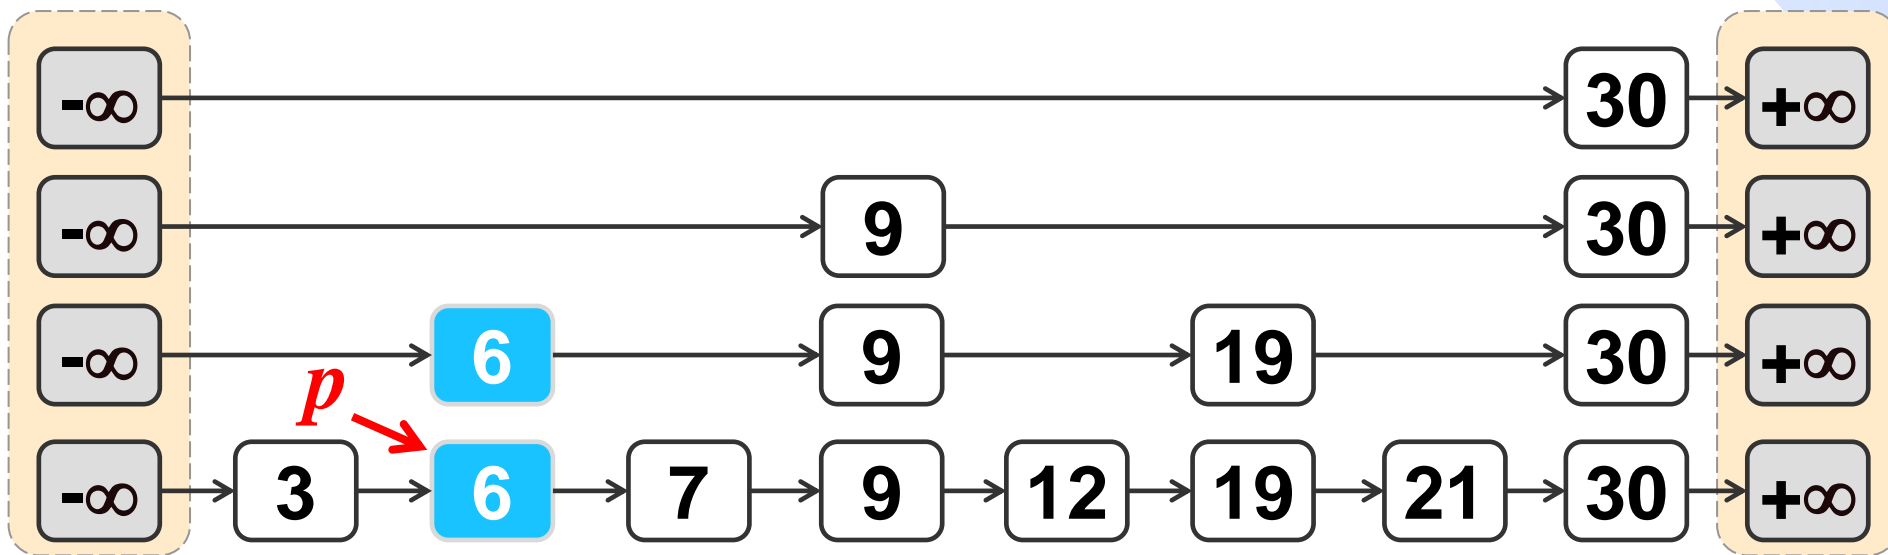 -∞ 30 +∞
-∞ 9 30 +∞
-∞ 6 9 19 30 +∞
p
-∞ 3 6 7 9 12 19 21 30 +∞